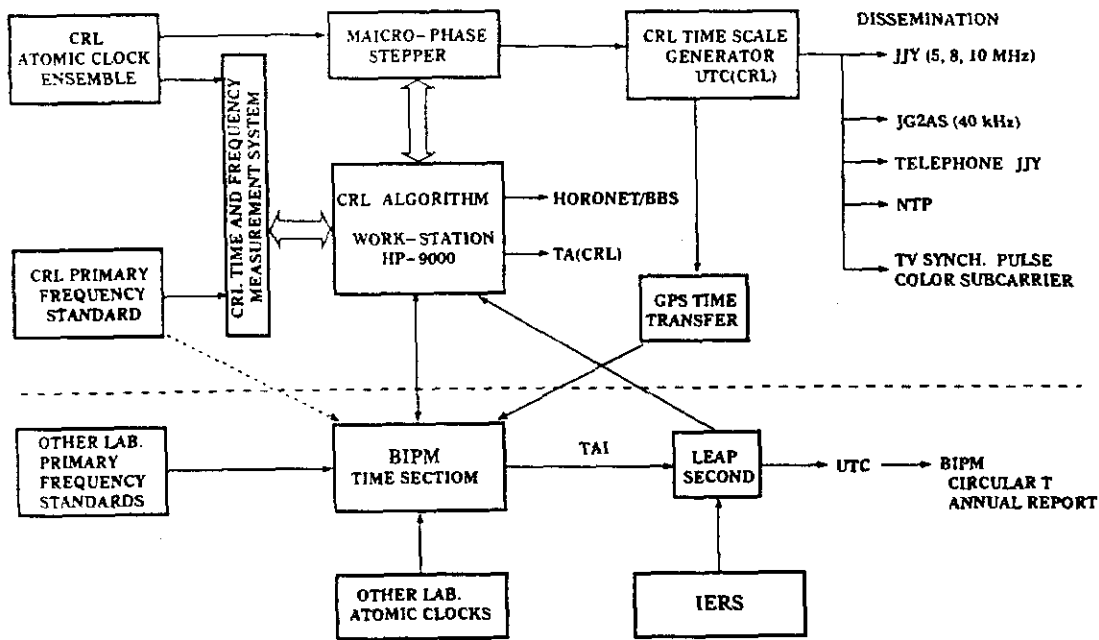 CRL
ATOMIC CLOCK
ENSEMBLE
MAICRO-PHASE
STEPPER
CRL TIME SCALE
GENERATOR
UTC(CRL)
DISSEMINATION
JJY (5, 8, 10 MHz)
JG2AS (40 kHz)
TELEPHONE JJY
NTP
TV SYNCH. PULSE
COLOR SUBCARRIER
CRL TIME AND FREQUENCY
MEASUREMENT SYSTEM
CRL ALGORITHM
WORK-STATION
HP-9000
HORONET/BBS
TA(CRL)
CRL PRIMARY
FREQUENCY
STANDARD
GPS TIME
TRANSFER
OTHER LAB.
PRIMARY
FREQUENCY
STANDARDS
BIPM
TIME SECTIOM
TAI
LEAP
SECOND
UTC
BIPM
CIRCULAR T
ANNUAL REPORT
OTHER LAB.
ATOMIC CLOCKS
IERS